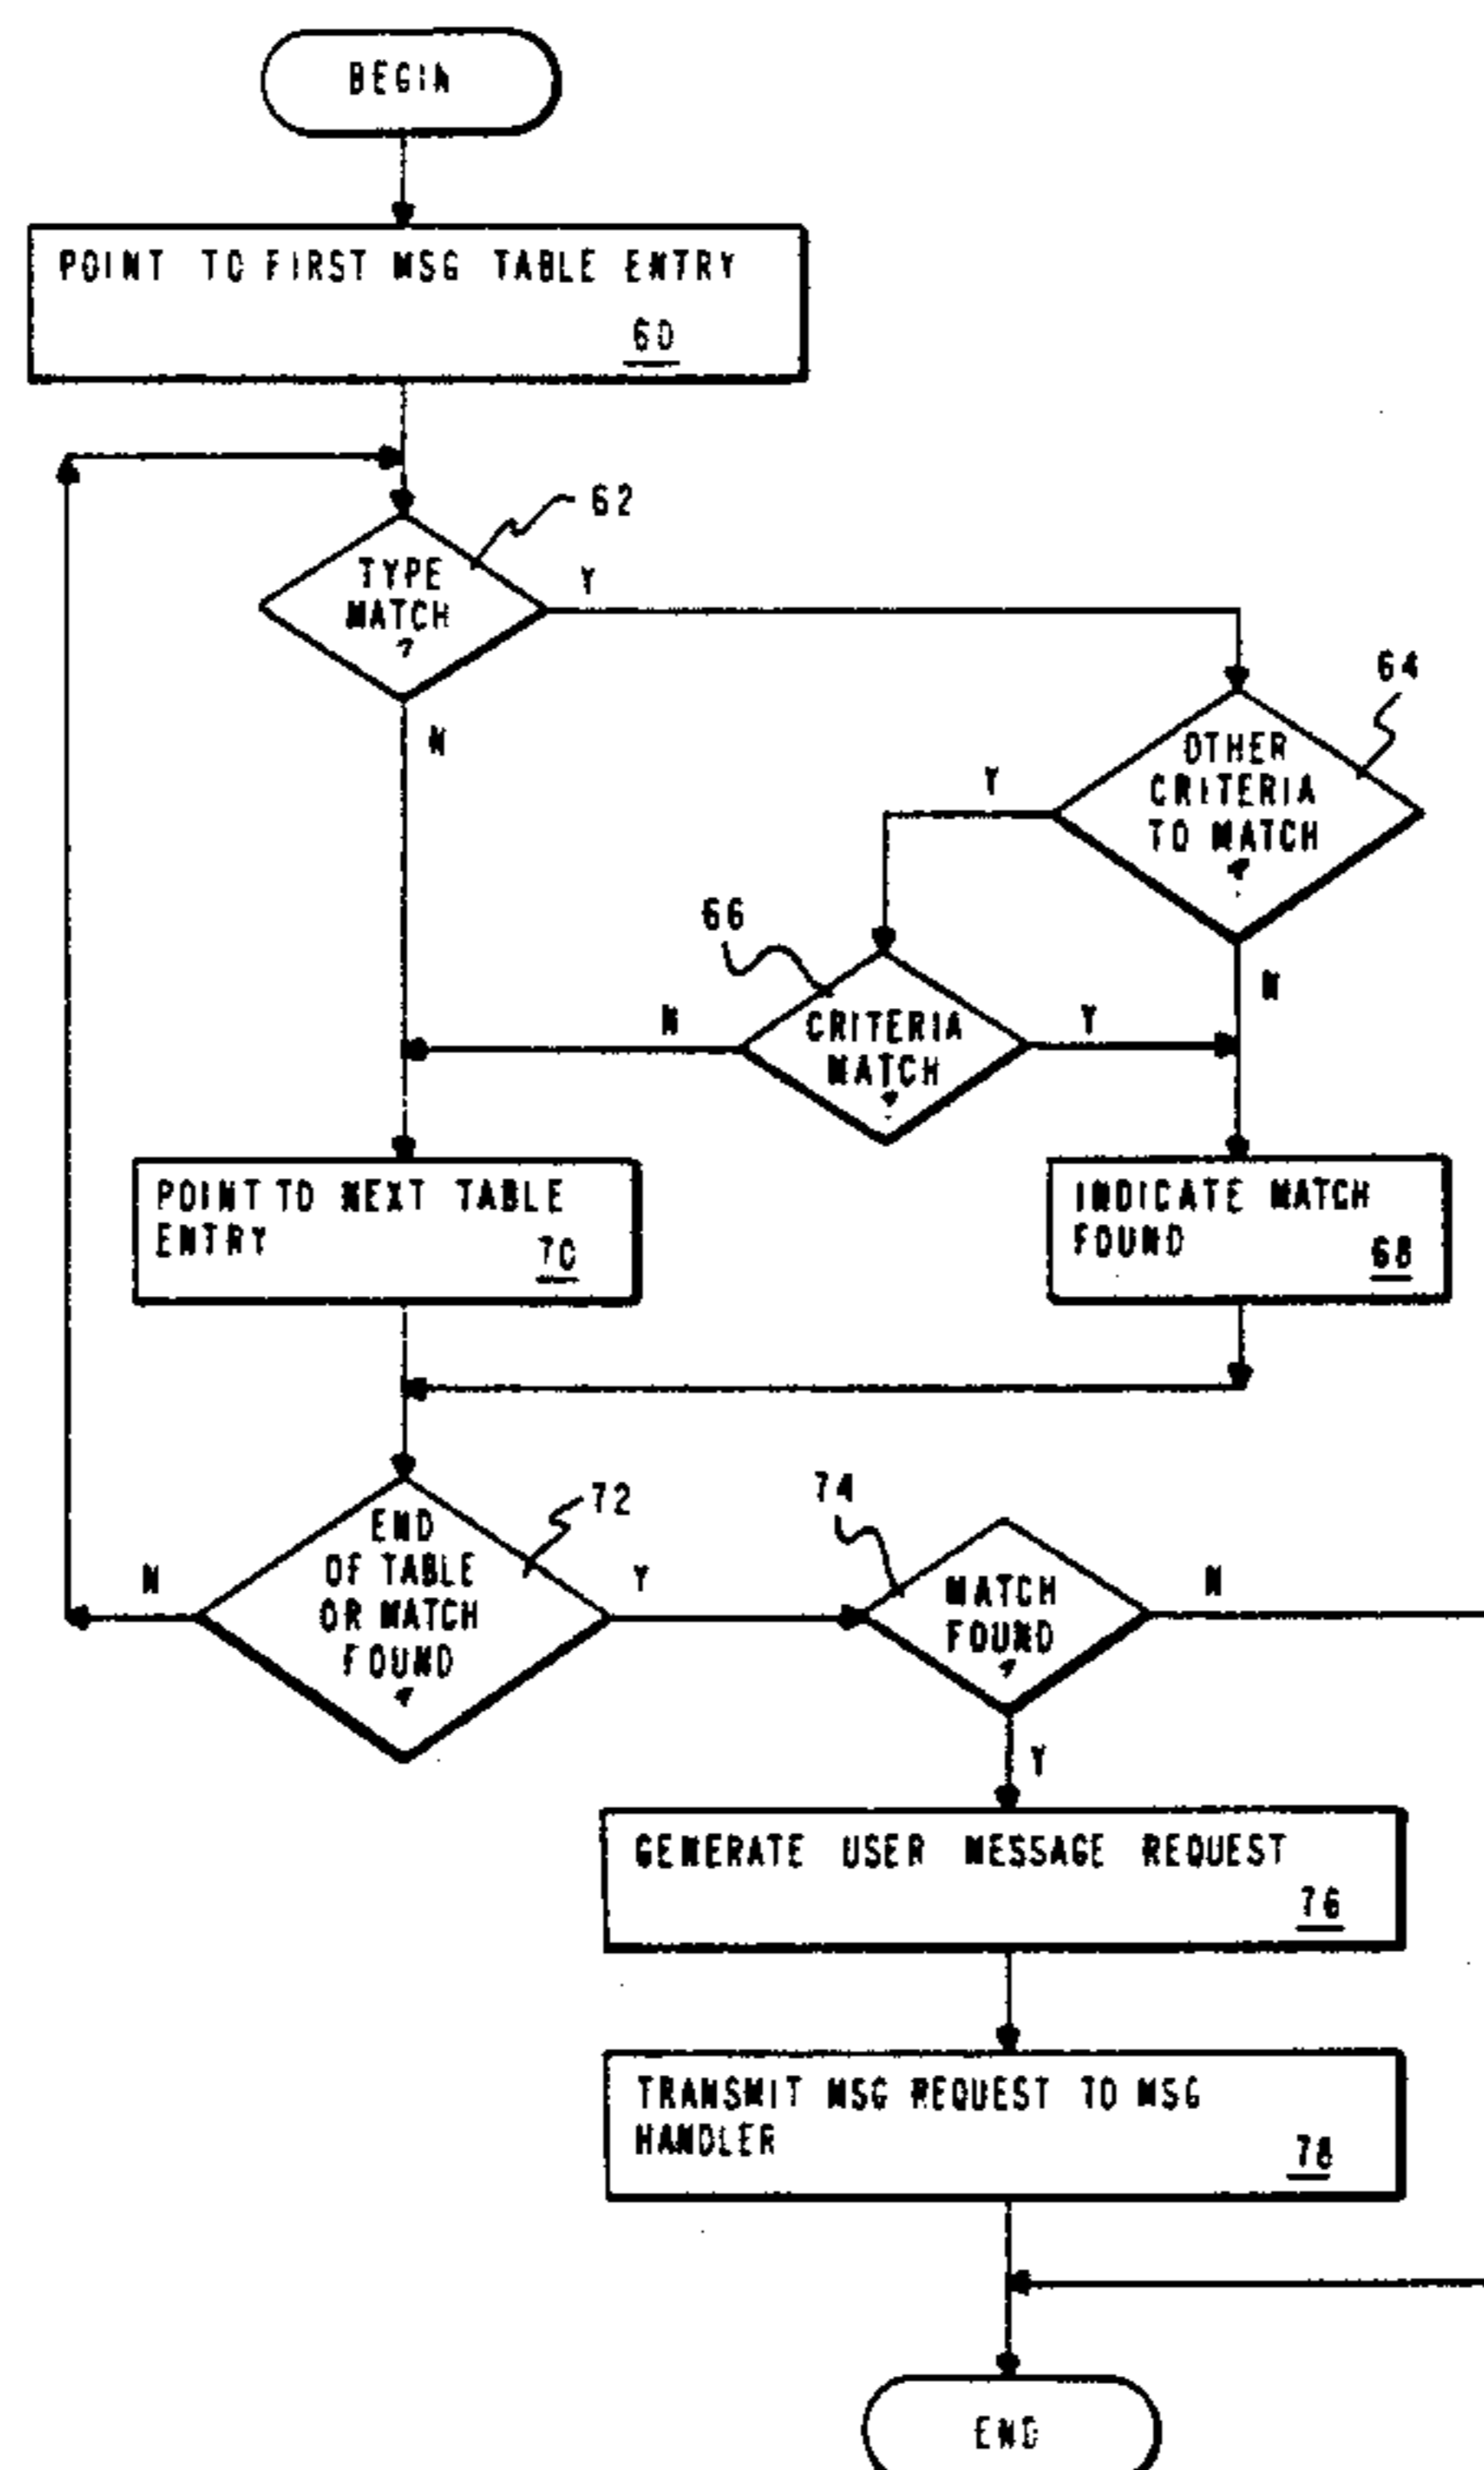 BEGIN
POINT TO FIRST MSG TABLE ENTRY
60
62
TYPE
MATCH
?
Y
N
64
OTHER
CRITERIA
TO MATCH
?
Y
N
66
CRITERIA
MATCH
?
N
Y
POINT TO NEXT TABLE
ENTRY
70
INDICATE MATCH
FOUND
68
72
END
OF TABLE
OR MATCH
FOUND
?
N
Y
74
MATCH
FOUND
?
N
Y
GENERATE USER MESSAGE REQUEST
76
TRANSMIT MSG REQUEST TO MSG
HANDLER
78
END